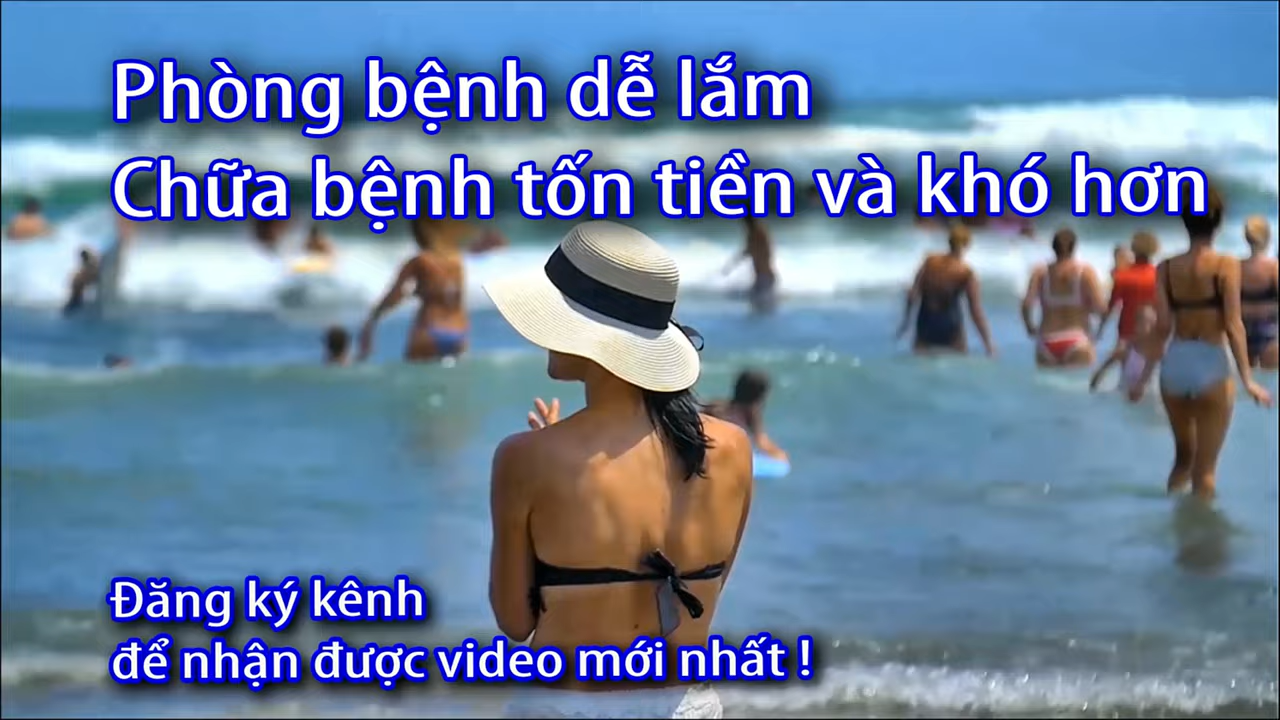 Phòng bệnh dễ lắm
Chữa bệnh tốn tiền và khó hơn
Đăng ký kênh
để nhận được video mới nhất !